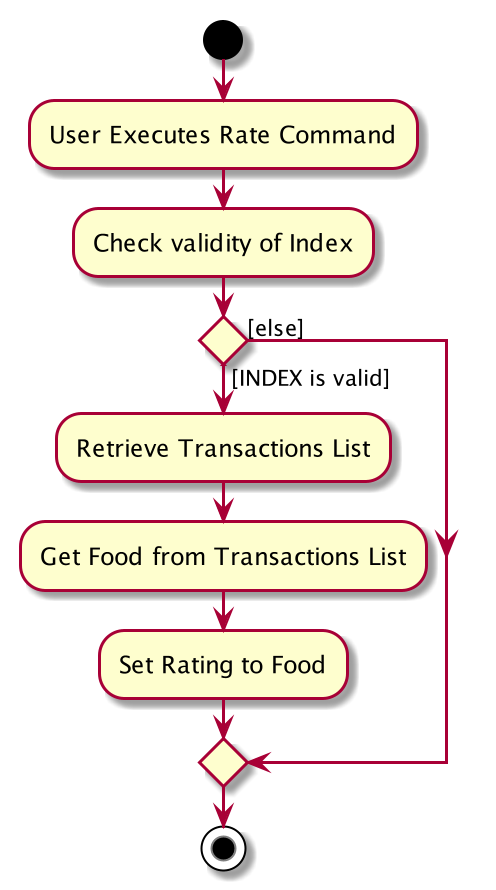 User Executes Rate Command
Check validity of Index
[else]
[INDEX is valid]
Retrieve Transactions List
Get Food from Transactions List
Set Rating to Food